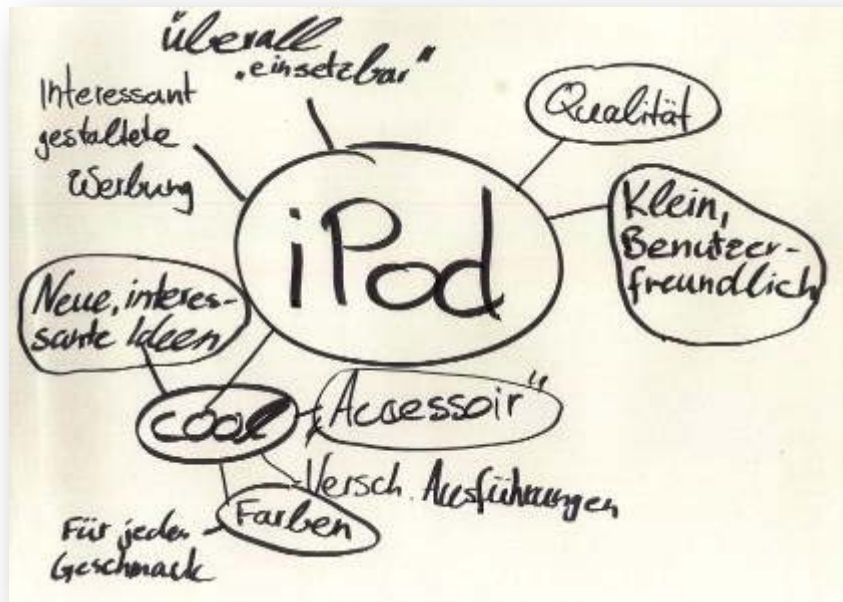 überall
„einsetzbar"
Interessant
gestaltete
Werbung
Qualität
iPod
Klein,
Benutzer-
freundlich
Neue, interes-
sante Ideen
cool
„Accessoir"
Versch. Ausführungen
Farben
Für jeden
Geschmack